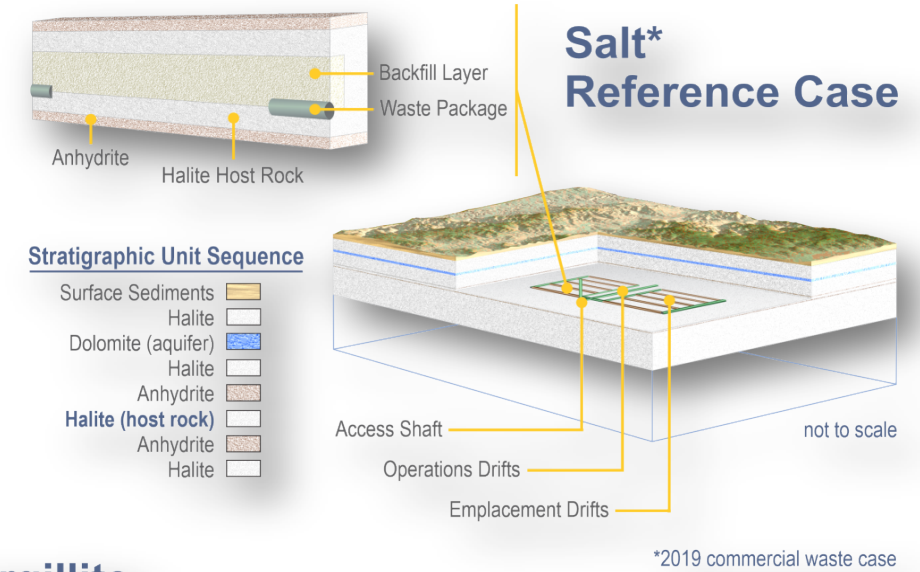 Salt*
Reference Case
Backfill Layer
Waste Package
Anhydrite
Halite Host Rock
Stratigraphic Unit Sequence
Surface Sediments
Halite
Dolomite (aquifer)
Halite
Anhydrite
Halite (host rock)
Anhydrite
Halite
Access Shaft
Operations Drifts
Emplacement Drifts
not to scale
*2019 commercial waste case